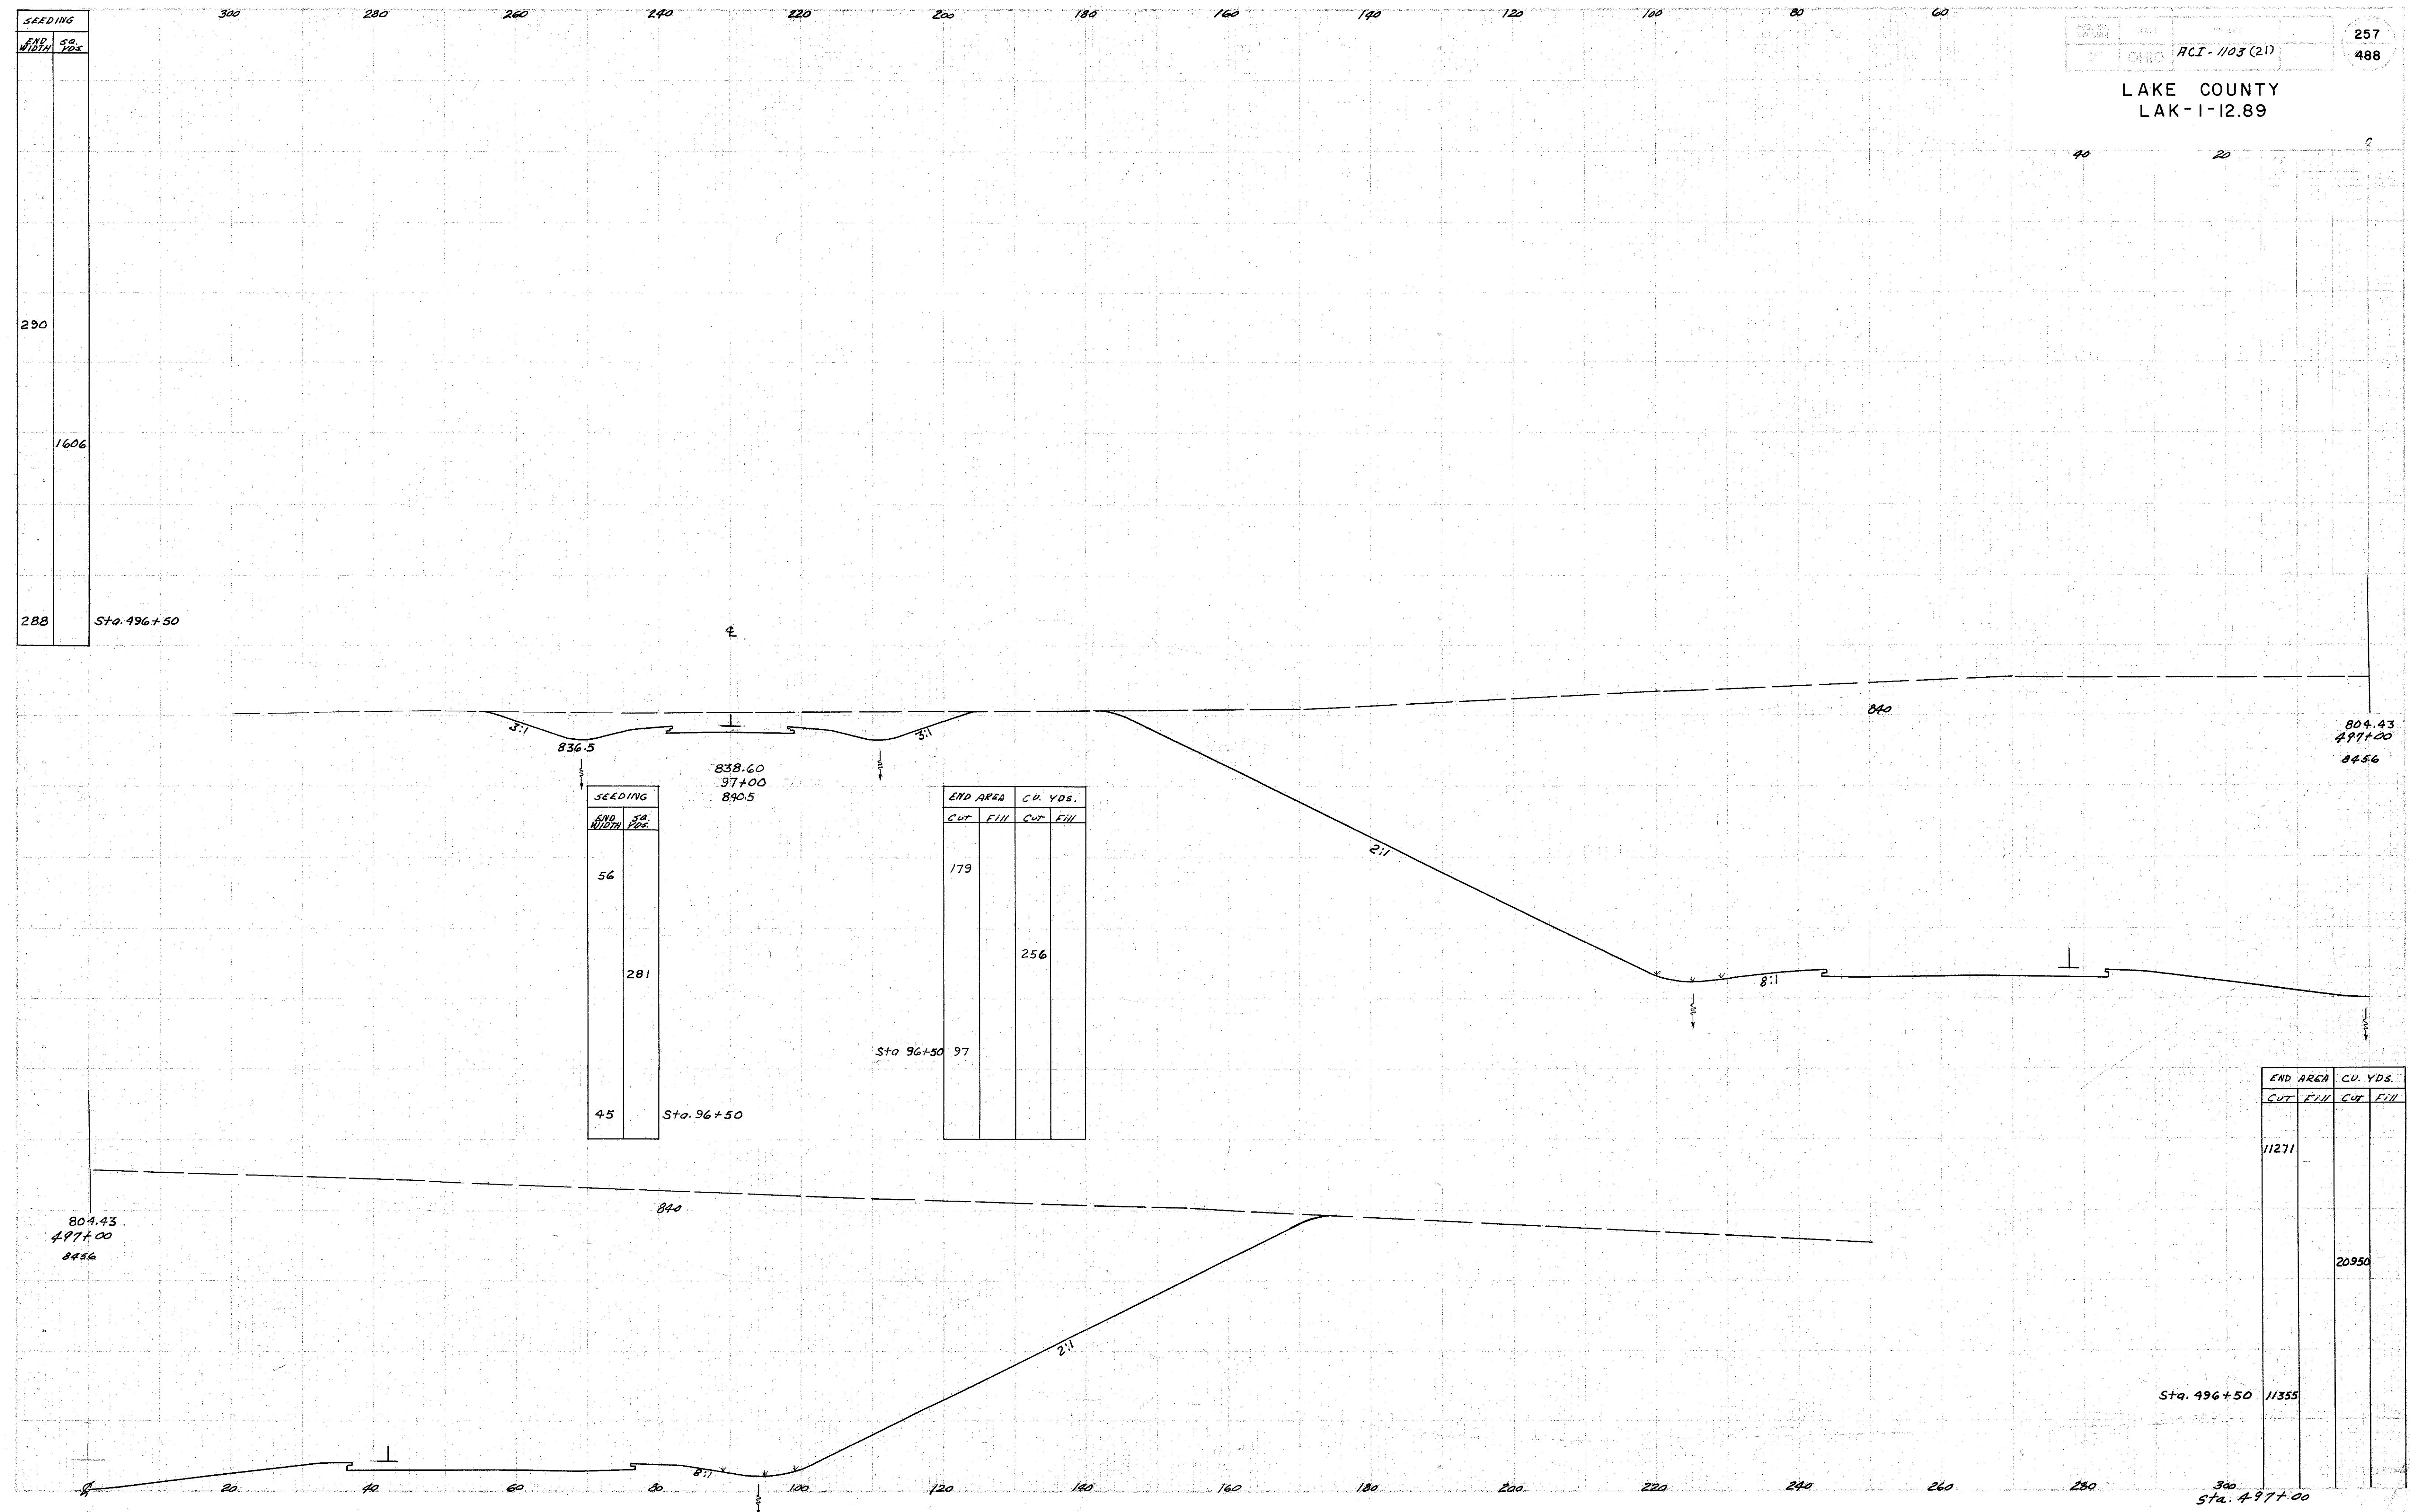 300 280 260 240 220 200 180 160 140 120 100 80 60
SEEDING
END WIDTH SQ. YDS.
OHIO ACI-1103(21)
257
488
LAKE COUNTY
LAK-1-12.89
40 20
290
1606
288 Sta. 496+50
℄
840
3:1 3:1
836.5
838.60
97+00
840.5
804.43
497+00
845.6
SEEDING
END WIDTH SQ. YDS.
56
281
45 Sta. 96+50
END AREA CU. YDS.
Cut Fill Cut Fill
179
256
Sta 96+50 97
2:1
8:1
END AREA CU. YDS.
Cut Fill Cut Fill
11271
20950
Sta. 496+50 11355
840
804.43
497+00
845.6
2:1
8:1
20 40 60 80 100 120 140 160 180 200 220 240 260 280 300
Sta. 497+00